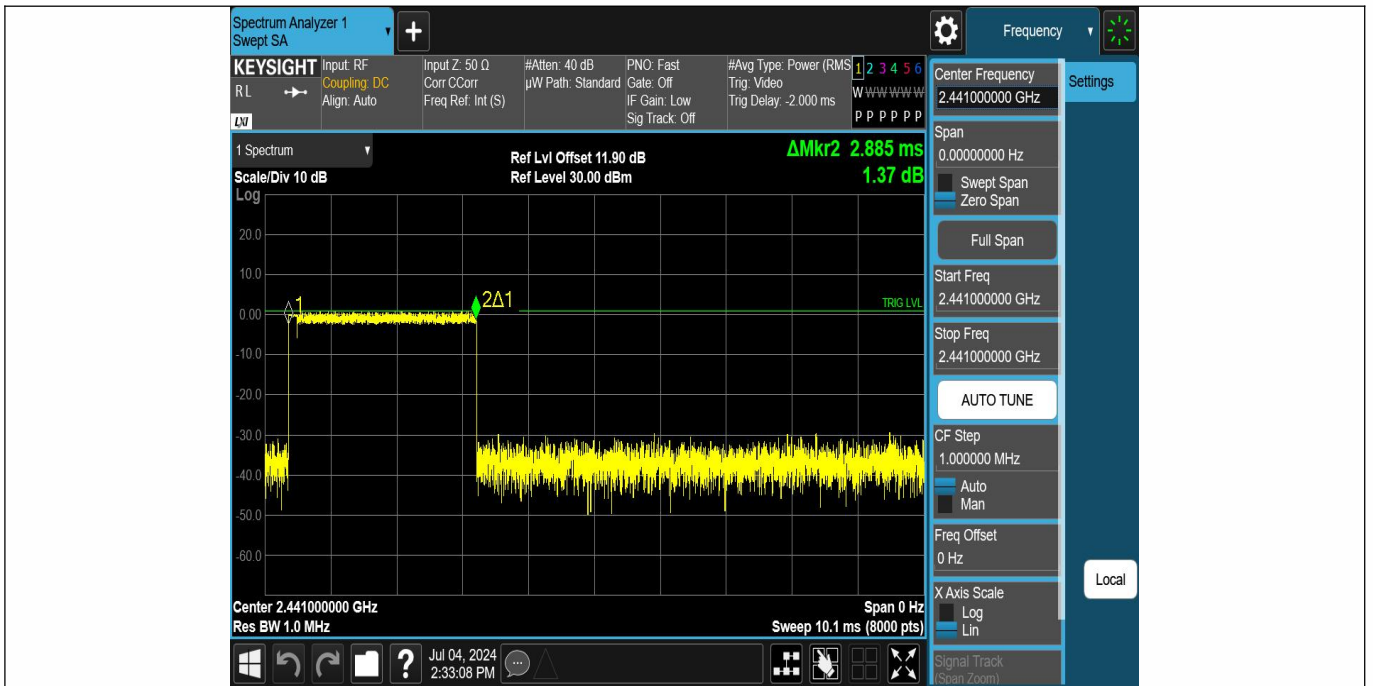 Spectrum Analyzer 1
Swept SA
+
Frequency
KEYSIGHT
RL
LXI
Input: RF
Coupling: DC
Align: Auto
Input Z: 50 Ω
Corr CCorr
Freq Ref: Int (S)
#Atten: 40 dB
µW Path: Standard
PNO: Fast
Gate: Off
IF Gain: Low
Sig Track: Off
#Avg Type: Power (RMS
Trig: Video
Trig Delay: -2.000 ms
1 2 3 4 5 6
W W W W W W
P P P P P P
Center Frequency
2.441000000 GHz
Settings
1 Spectrum
Scale/Div 10 dB
Ref Lvl Offset 11.90 dB
Ref Level 30.00 dBm
ΔMkr2 2.885 ms
1.37 dB
Span
0.00000000 Hz
Swept Span
Zero Span
Full Span
Start Freq
2.441000000 GHz
Stop Freq
2.441000000 GHz
AUTO TUNE
CF Step
1.000000 MHz
Auto
Man
Freq Offset
0 Hz
X Axis Scale
Log
Lin
Signal Track
(Span Zoom)
Local
Log
20.0
10.0
0.00
-10.0
-20.0
-30.0
-40.0
-50.0
-60.0
1
2Δ1
TRIG LVL
Center 2.441000000 GHz
Res BW 1.0 MHz
Span 0 Hz
Sweep 10.1 ms (8000 pts)
?
Jul 04, 2024
2:33:08 PM